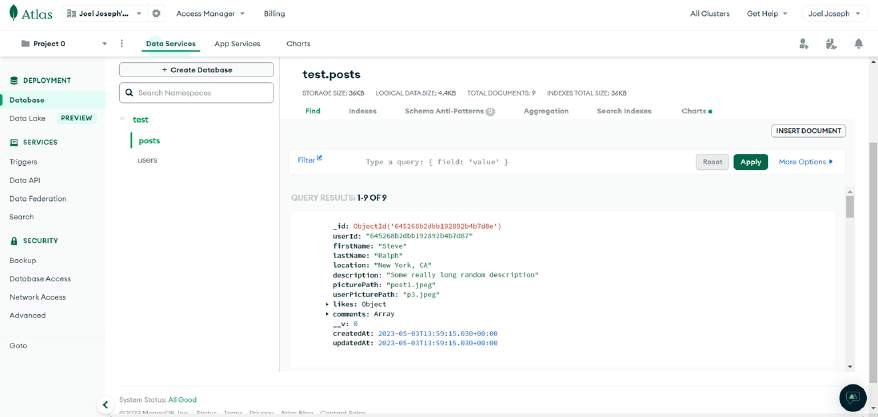 Atlas
Joel Joseph'...
Access Manager
Billing
All Clusters
Get Help
Joel Joseph
Project 0
Data Services
App Services
Charts
DEPLOYMENT
Database
Data Lake PREVIEW
SERVICES
Triggers
Data API
Data Federation
Search
SECURITY
Backup
Database Access
Network Access
Advanced
Goto
+ Create Database
Search Namespaces
test
posts
users
test.posts
STORAGE SIZE: 36KB LOGICAL DATA SIZE: 4.4KB TOTAL DOCUMENTS: 9 INDEXES TOTAL SIZE: 36KB
Find Indexes Schema Anti-Patterns 0 Aggregation Search Indexes Charts
INSERT DOCUMENT
Filter Type a query: { field: 'value' } Reset Apply More Options
QUERY RESULTS: 1-9 OF 9
_id: ObjectId('645268b2dbb192892b4b7d8e')
userId: "645268b2dbb192892b4b7d87"
firstName: "Steve"
lastName: "Ralph"
location: "New York, CA"
description: "Some really long random description"
picturePath: "post1.jpeg"
userPicturePath: "p3.jpeg"
likes: Object
comments: Array
__v: 0
createdAt: 2023-05-03T13:59:15.030+00:00
updatedAt: 2023-05-03T13:59:15.030+00:00
System Status: All Good
©2023 MongoDB, Inc. Status Terms Privacy Atlas Blog Contact Sales